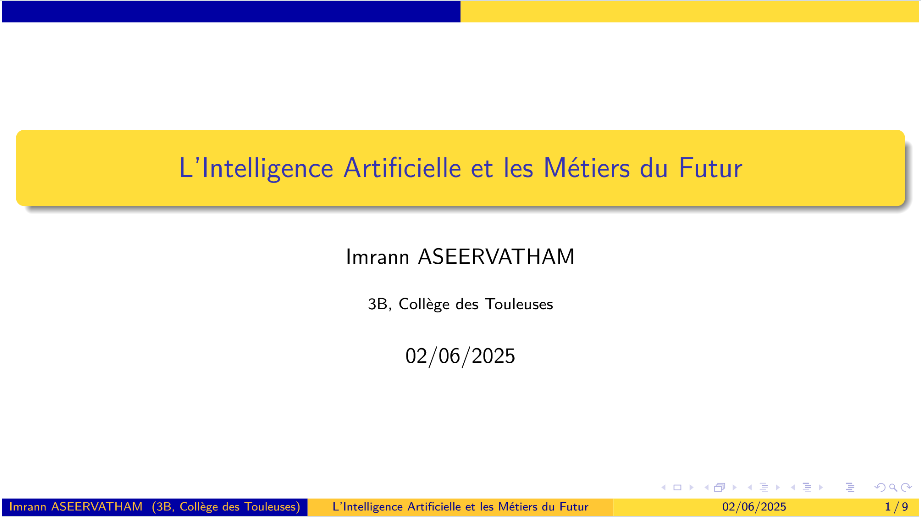 L'Intelligence Artificielle et les Métiers du Futur
Imrann ASEERVATHAM
3B, Collège des Touleuses
02/06/2025
Imrann ASEERVATHAM (3B, Collège des Touleuses) L'Intelligence Artificielle et les Métiers du Futur 02/06/2025 1 / 9